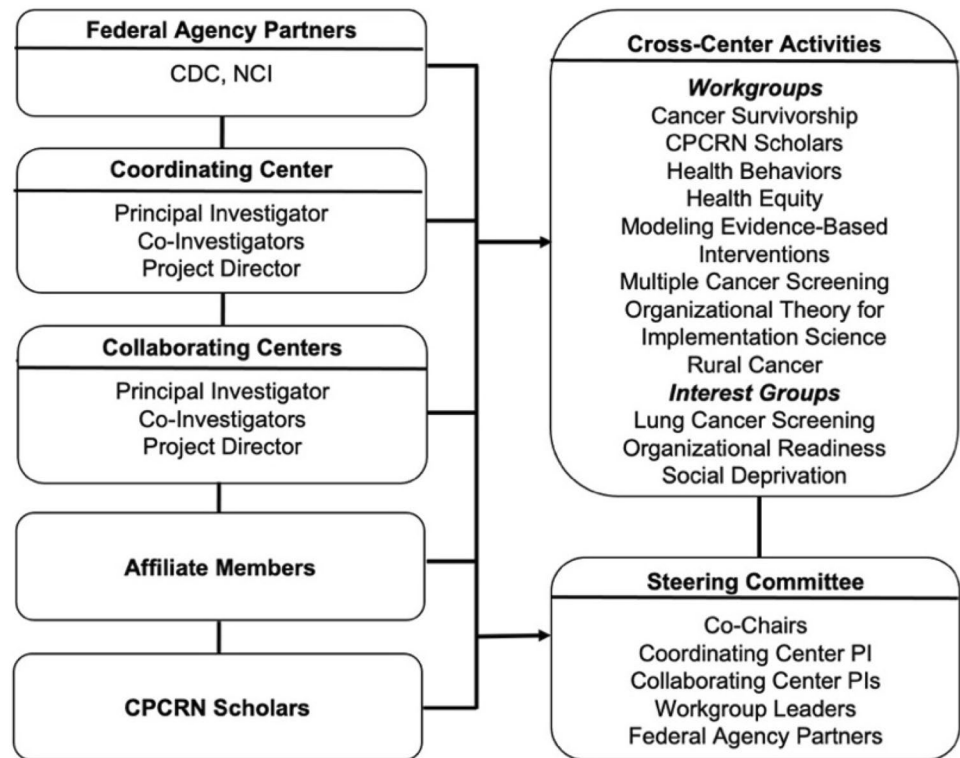 Federal Agency Partners
CDC, NCI
Coordinating Center
Principal Investigator
Co-Investigators
Project Director
Collaborating Centers
Principal Investigator
Co-Investigators
Project Director
Affiliate Members
CPCRN Scholars
Cross-Center Activities
Workgroups
Cancer Survivorship
CPCRN Scholars
Health Behaviors
Health Equity
Modeling Evidence-Based
Interventions
Multiple Cancer Screening
Organizational Theory for
Implementation Science
Rural Cancer
Interest Groups
Lung Cancer Screening
Organizational Readiness
Social Deprivation
Steering Committee
Co-Chairs
Coordinating Center PI
Collaborating Center PIs
Workgroup Leaders
Federal Agency Partners